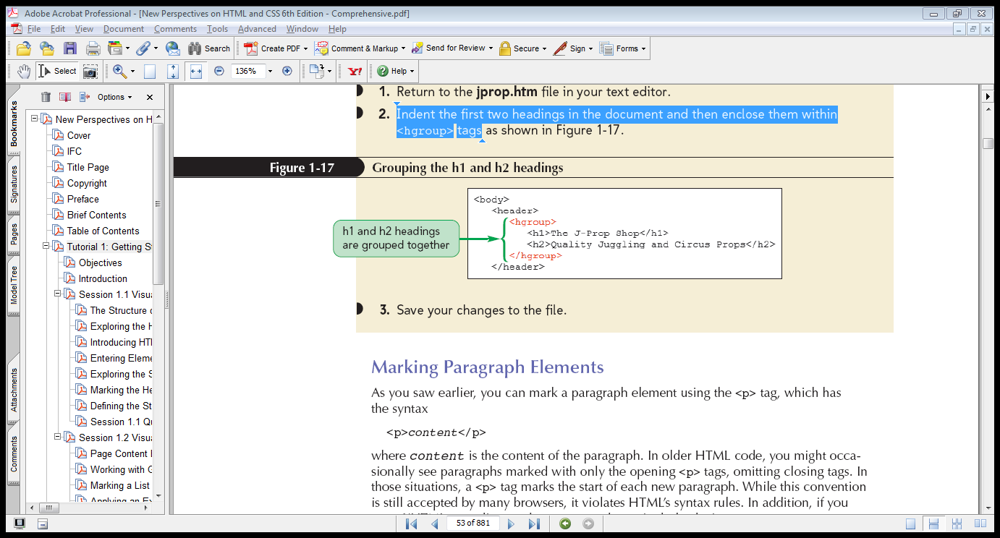 Adobe Acrobat Professional - [New Perspectives on HTML and CSS 6th Edition - Comprehensive.pdf]
File Edit View Document Comments Tools Advanced Window Help
Search Create PDF Comment & Markup Send for Review Secure Sign Forms
Select 136% Y! Help
Bookmarks
Signatures
Pages
Model Tree
Attachments
Comments
Options
New Perspectives on H
Cover
IFC
Title Page
Copyright
Preface
Brief Contents
Table of Contents
Tutorial 1: Getting S
Objectives
Introduction
Session 1.1 Visu
The Structure
Exploring the H
Introducing HT
Entering Eleme
Exploring the S
Marking the He
Defining the St
Session 1.1 Q
Session 1.2 Visu
Page Content
Working with
Marking a List
Applying an Ex
1. Return to the jprop.htm file in your text editor.
2. Indent the first two headings in the document and then enclose them within
<hgroup> tags as shown in Figure 1-17.
Figure 1-17 Grouping the h1 and h2 headings
h1 and h2 headings
are grouped together
<body>
<header>
<hgroup>
<h1>The J-Prop Shop</h1>
<h2>Quality Juggling and Circus Props</h2>
</hgroup>
</header>
3. Save your changes to the file.
Marking Paragraph Elements
As you saw earlier, you can mark a paragraph element using the <p> tag, which has
the syntax
<p>content</p>
where content is the content of the paragraph. In older HTML code, you might occa-
sionally see paragraphs marked with only the opening <p> tags, omitting closing tags. In
those situations, a <p> tag marks the start of each new paragraph. While this convention
is still accepted by many browsers, it violates HTML's syntax rules. In addition, if you
53 of 881